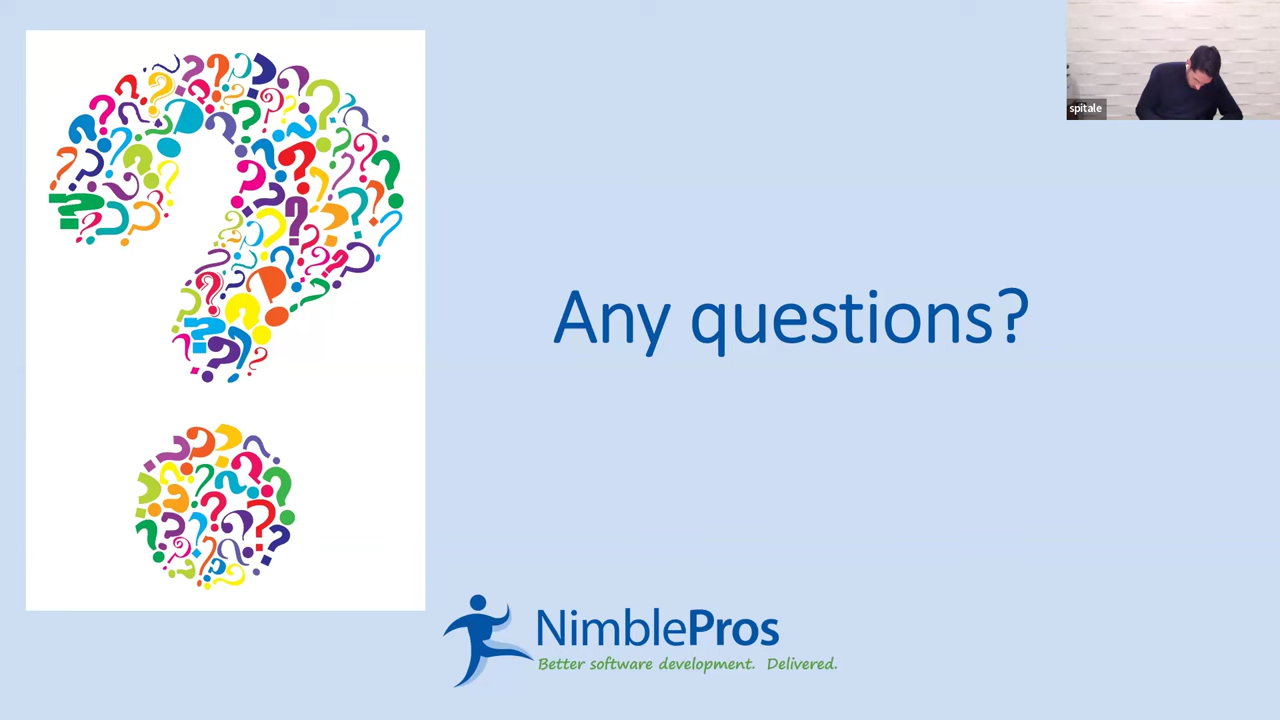 spitale
Any questions?
NimblePros
Better software development. Delivered.